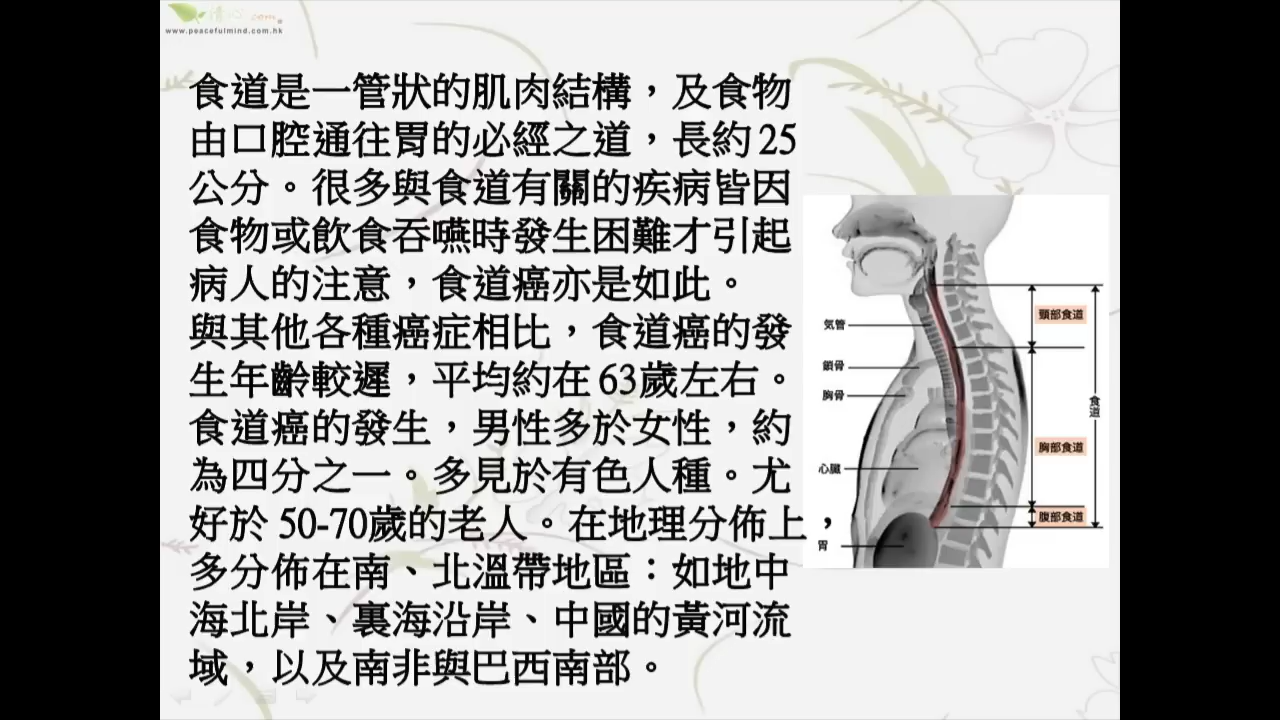 情心.com。
www.peacefulmind.com.hk
食道是一管狀的肌肉結構，及食物
由口腔通往胃的必經之道，長約25
公分。很多與食道有關的疾病皆因
食物或飲食吞嚥時發生困難才引起
病人的注意，食道癌亦是如此。
與其他各種癌症相比，食道癌的發
生年齡較遲，平均約在63歲左右。
食道癌的發生，男性多於女性，約
為四分之一。多見於有色人種。尤
好於50-70歲的老人。在地理分佈上，
多分佈在南、北溫帶地區：如地中
海北岸、裏海沿岸、中國的黃河流
域，以及南非與巴西南部。
気管
鎖骨
胸骨
心臓
胃
頸部食道
胸部食道
腹部食道
食道